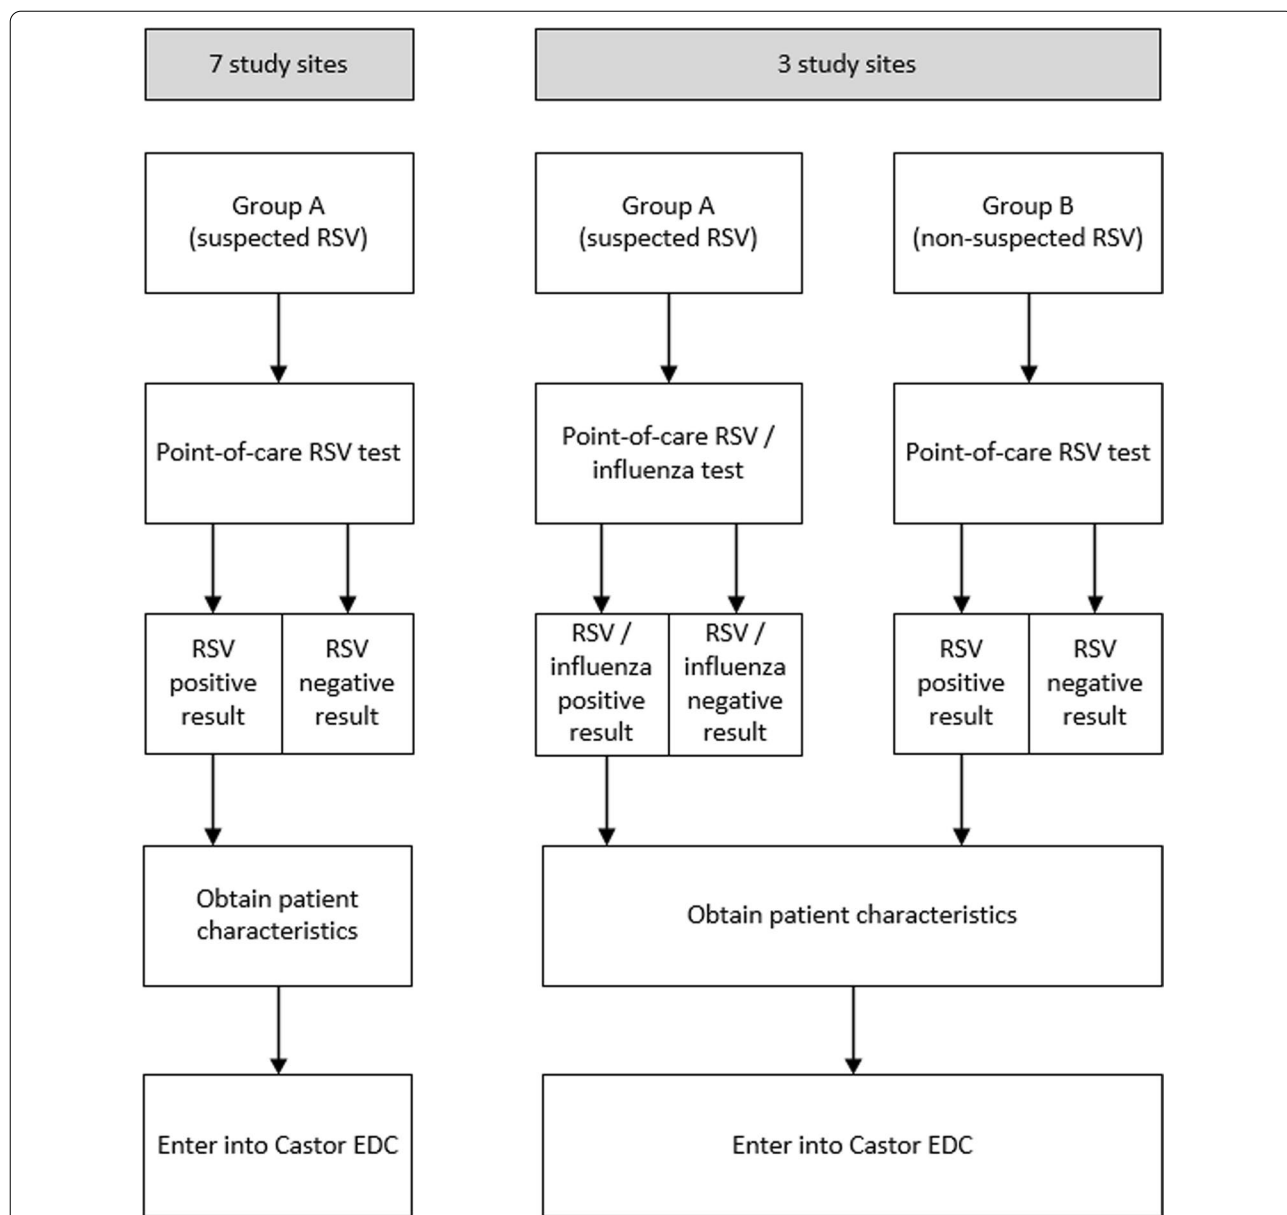 7 study sites
3 study sites
Group A
(suspected RSV)
Group A
(suspected RSV)
Group B
(non-suspected RSV)
Point-of-care RSV test
Point-of-care RSV /
influenza test
Point-of-care RSV test
RSV
positive
result
RSV
negative
result
RSV /
influenza
positive
result
RSV /
influenza
negative
result
RSV
positive
result
RSV
negative
result
Obtain patient
characteristics
Obtain patient characteristics
Enter into Castor EDC
Enter into Castor EDC